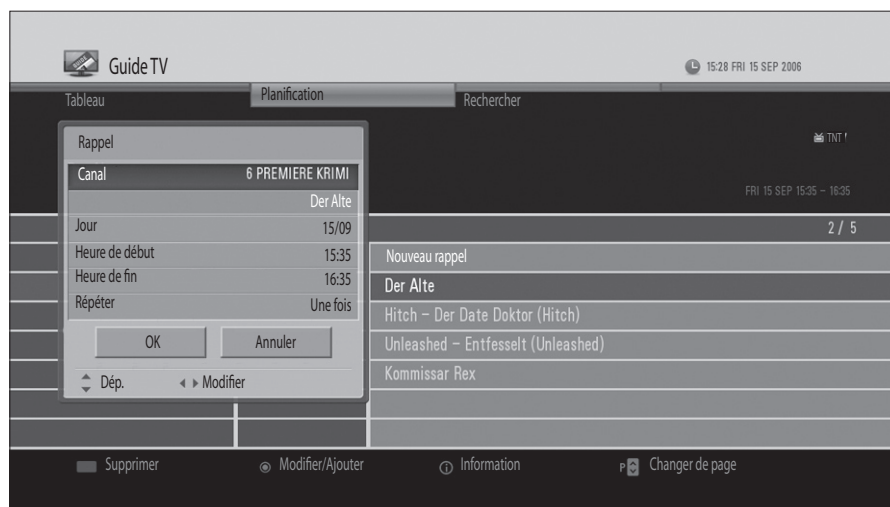 Guide TV
15:28 FRI 15 SEP 2006
Tableau
Planification
Rechercher
TNT
FRI 15 SEP 15:35 – 16:35
2 / 5
Rappel
Canal 6 PREMIERE KRIMI
Der Alte
Jour 15/09
Heure de début 15:35
Heure de fin 16:35
Répéter Une fois
OK Annuler
Dép. Modifier
Nouveau rappel
Der Alte
Hitch – Der Date Doktor (Hitch)
Unleashed – Entfesselt (Unleashed)
Kommissar Rex
Supprimer
Modifier/Ajouter
Information
P Changer de page